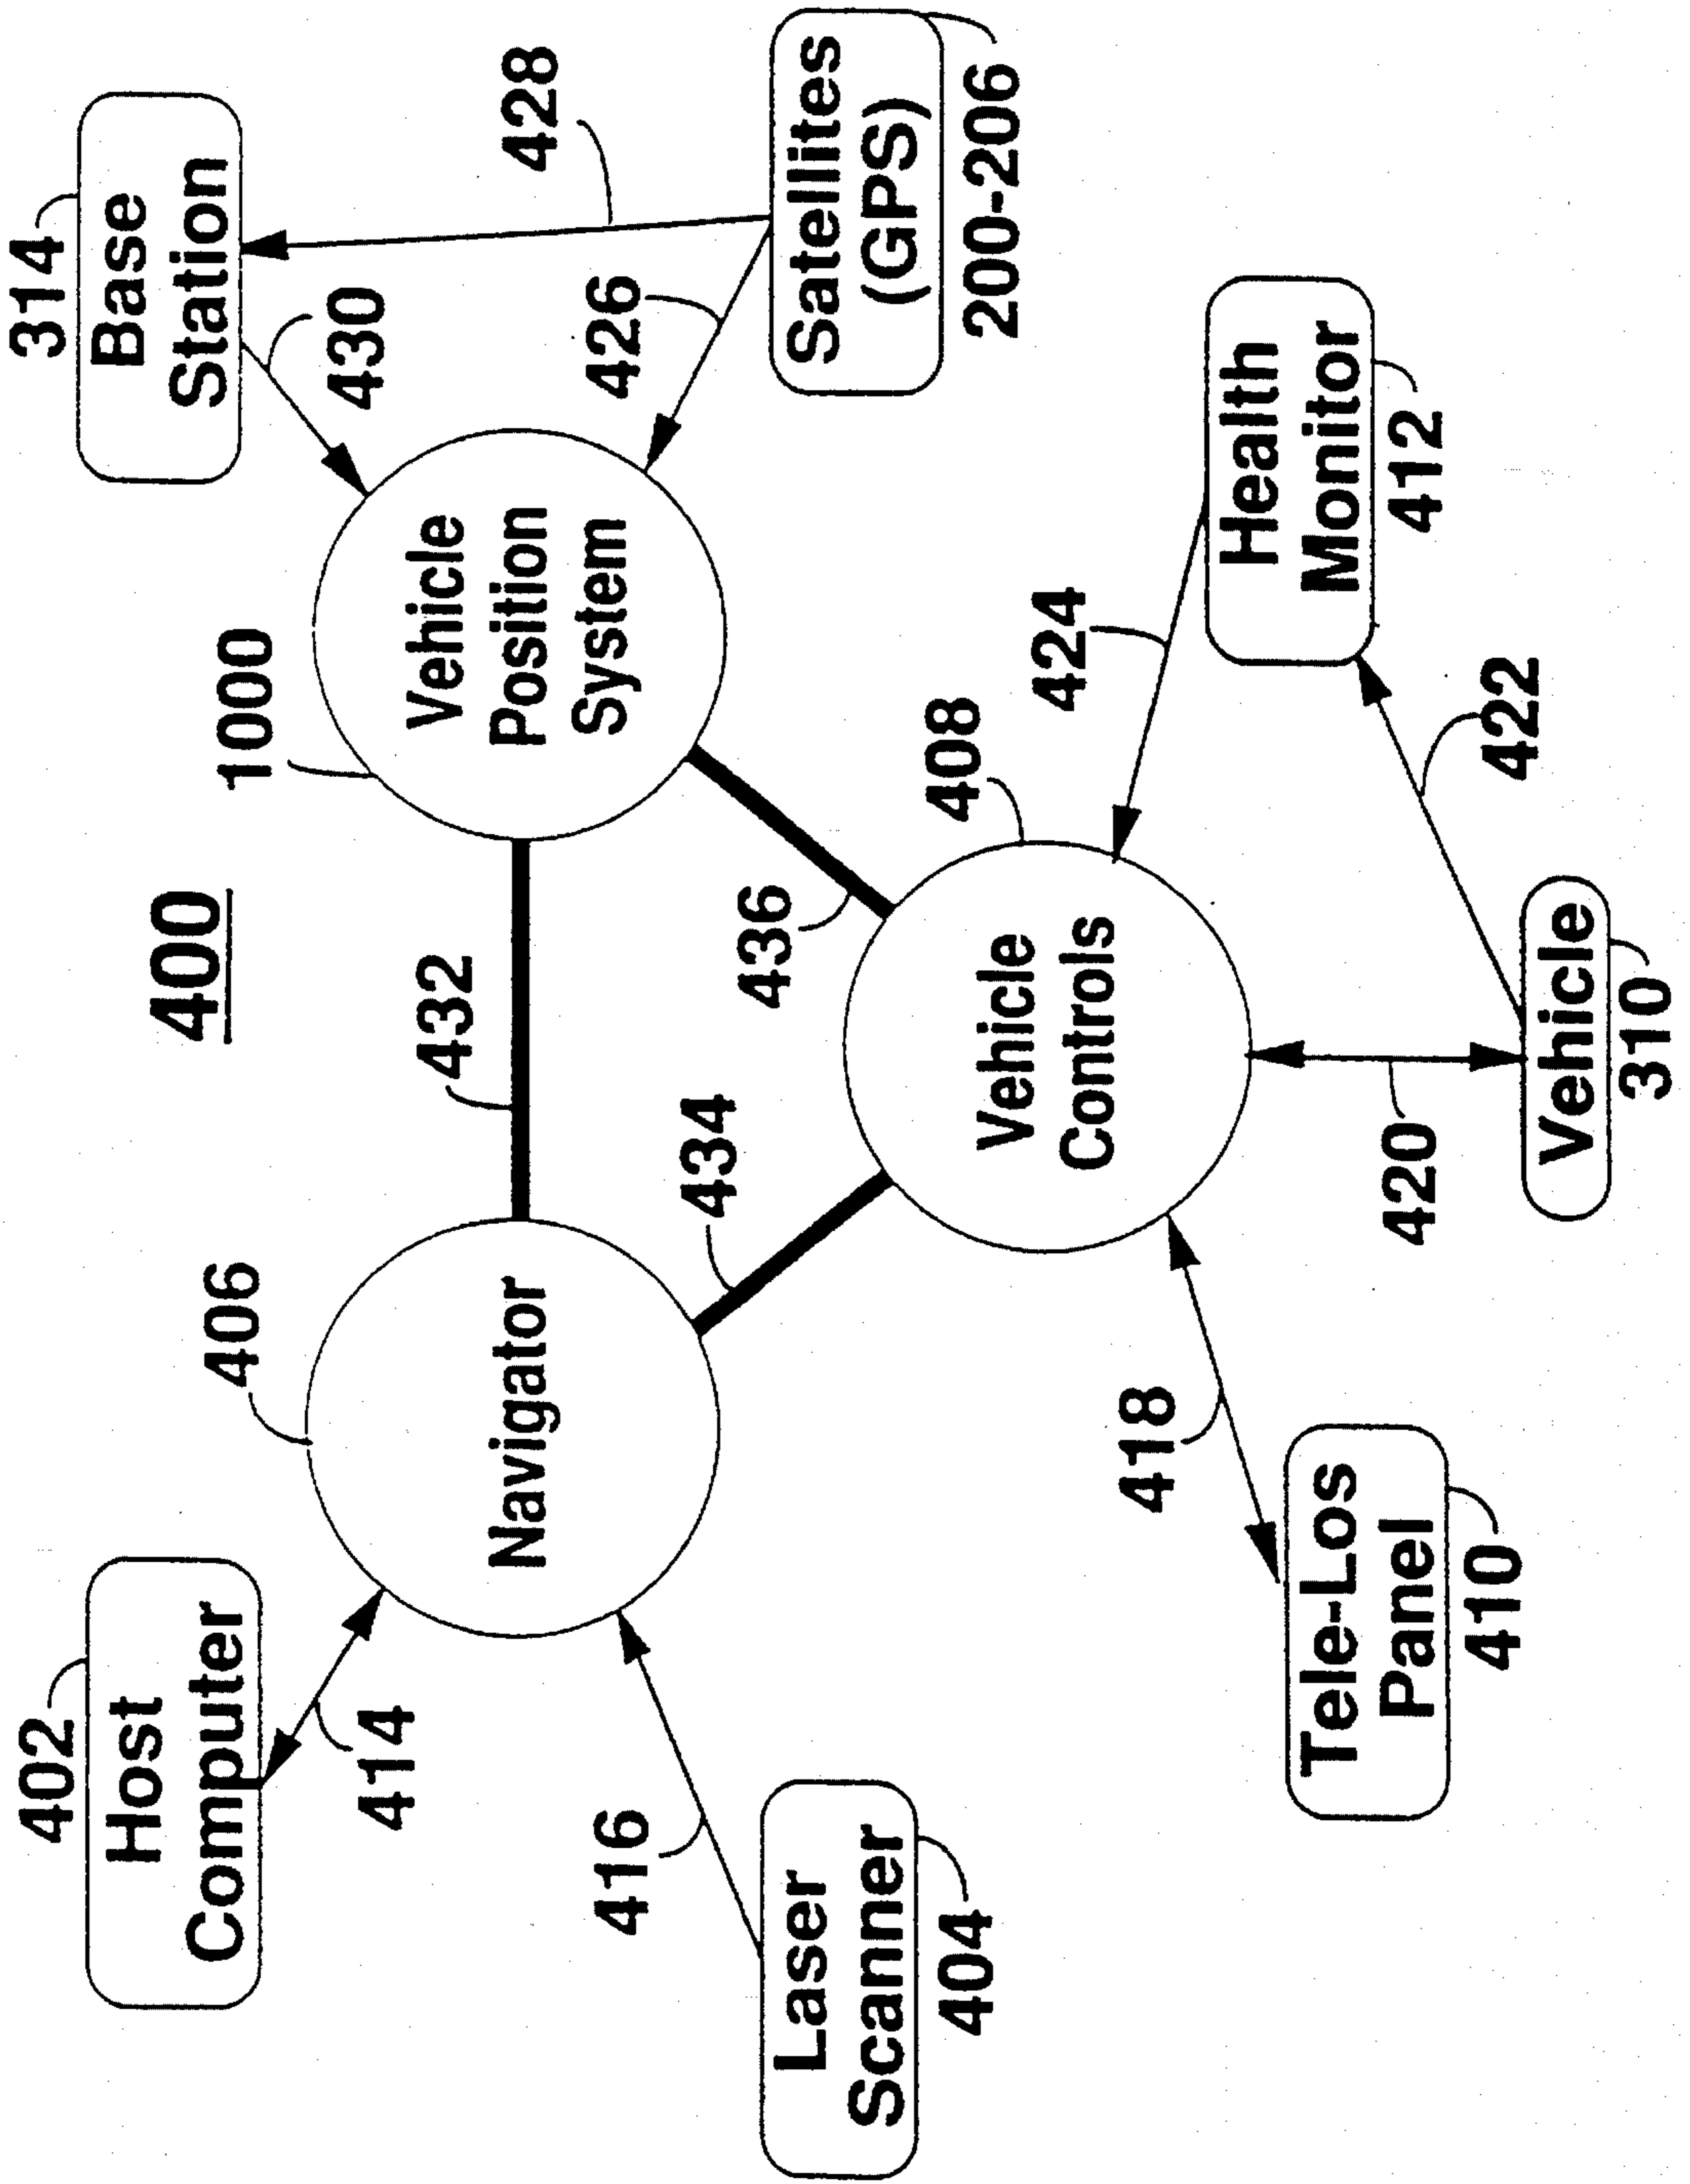 400
402
Host
Computer
414
406
Navigator
416
Laser
Scanner
404
432
434
1000
Vehicle
Position
System
436
314
Base
Station
430
428
426
Satellites
(GPS)
200-206
408
Vehicle
Controls
424
Health
Monitor
412
422
418
Tele-Los
Panel
410
420
Vehicle
310